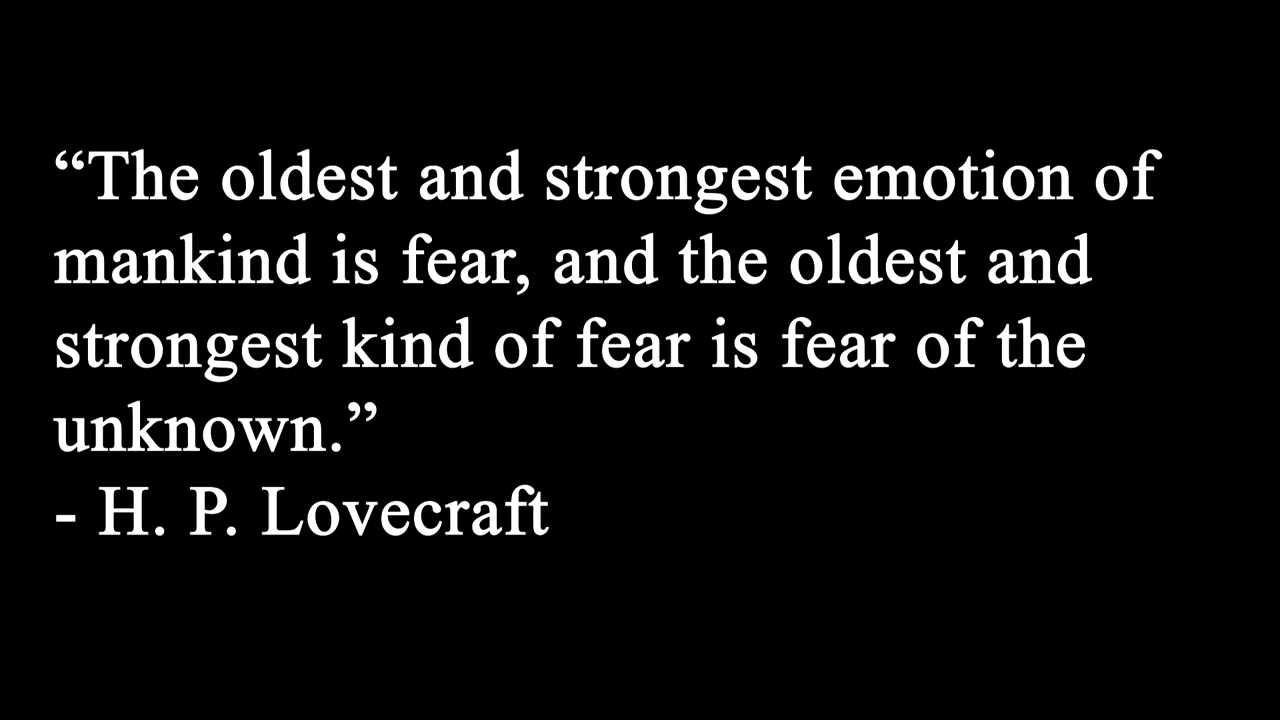 “The oldest and strongest emotion of
mankind is fear, and the oldest and
strongest kind of fear is fear of the
unknown.”
- H. P. Lovecraft